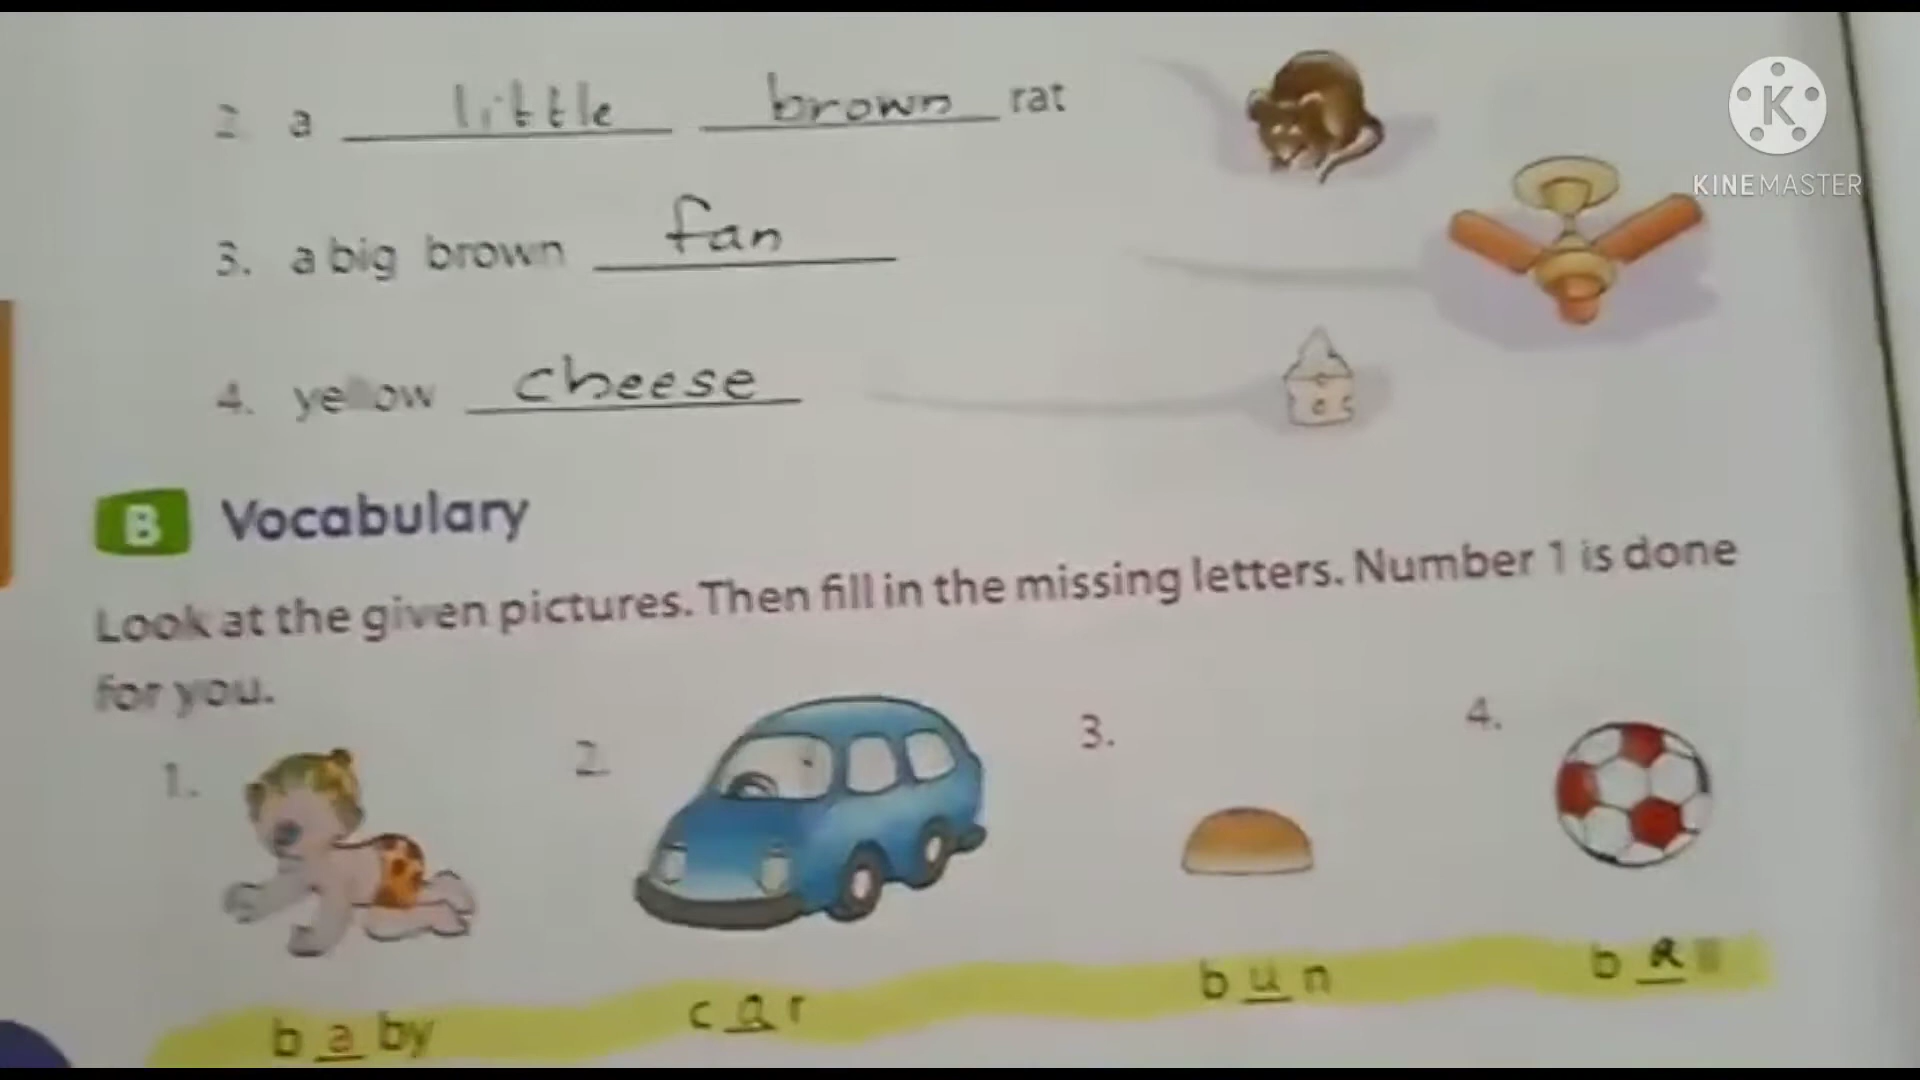 2. a little brown rat
KINEMASTER
3. a big brown fan
4. yellow cheese
B Vocabulary
Look at the given pictures. Then fill in the missing letters. Number 1 is done
for you.
1. 2. 3. 4.
b a by c a r b u n b a ll